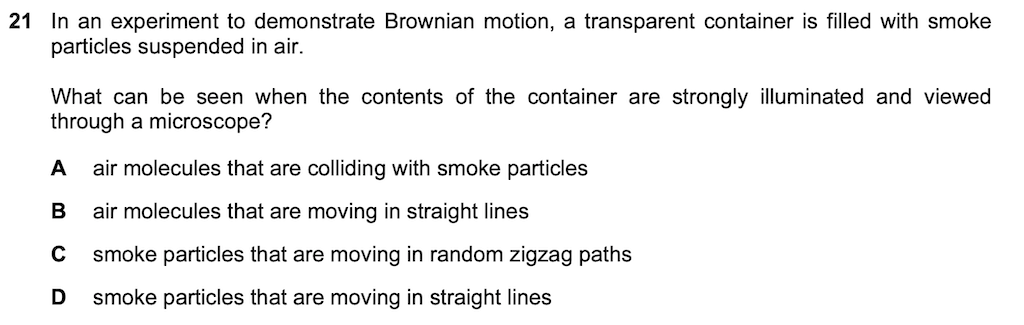 21 In an experiment to demonstrate Brownian motion, a transparent container is filled with smoke
particles suspended in air.
What can be seen when the contents of the container are strongly illuminated and viewed
through a microscope?
A air molecules that are colliding with smoke particles
B air molecules that are moving in straight lines
C smoke particles that are moving in random zigzag paths
D smoke particles that are moving in straight lines